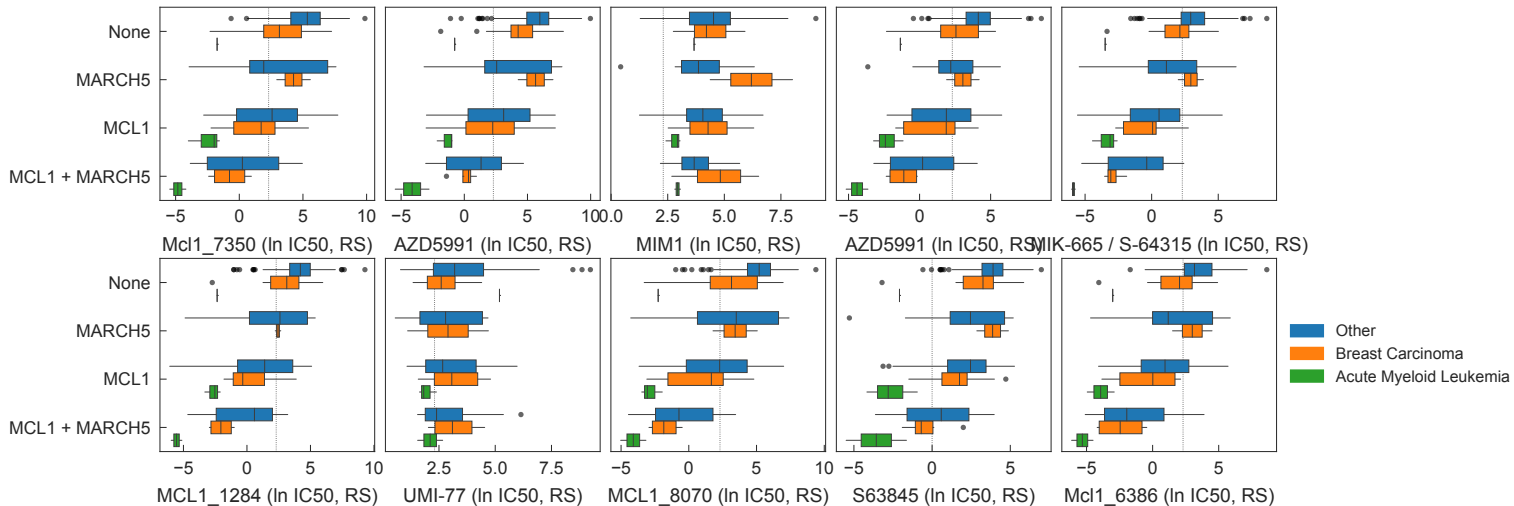 None
MARCH5
MCL1
MCL1 + MARCH5
−5 0 5 10
−5 0 5 10
0.0 2.5 5.0 7.5
−5 0 5
−5 0 5
Mcl1_7350 (ln IC50, RS)
AZD5991 (ln IC50, RS)
MIM1 (ln IC50, RS)
AZD5991 (ln IC50, RS)
MIK-665 / S-64315 (ln IC50, RS)
None
MARCH5
MCL1
MCL1 + MARCH5
−5 0 5 10
2.5 5.0 7.5
−5 0 5 10
−5 0 5
−5 0 5
MCL1_1284 (ln IC50, RS)
UMI-77 (ln IC50, RS)
MCL1_8070 (ln IC50, RS)
S63845 (ln IC50, RS)
Mcl1_6386 (ln IC50, RS)
Other
Breast Carcinoma
Acute Myeloid Leukemia